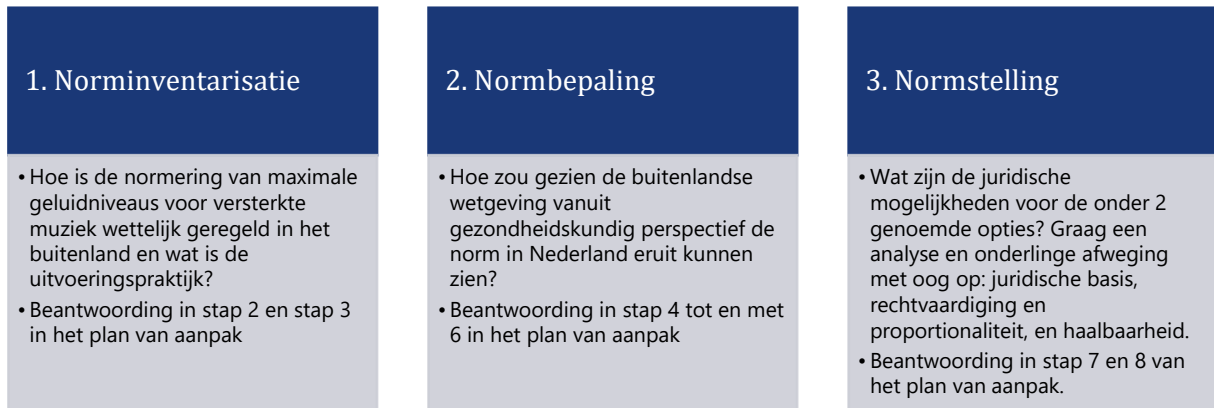 1. Norminventarisatie
• Hoe is de normering van maximale
geluidniveaus voor versterkte
muziek wettelijk geregeld in het
buitenland en wat is de
uitvoeringspraktijk?
• Beantwoording in stap 2 en stap 3
in het plan van aanpak
2. Normbepaling
• Hoe zou gezien de buitenlandse
wetgeving vanuit
gezondheidskundig perspectief de
norm in Nederland eruit kunnen
zien?
• Beantwoording in stap 4 tot en met
6 in het plan van aanpak
3. Normstelling
• Wat zijn de juridische
mogelijkheden voor de onder 2
genoemde opties? Graag een
analyse en onderlinge afweging
met oog op: juridische basis,
rechtvaardiging en
proportionaliteit, en haalbaarheid.
• Beantwoording in stap 7 en 8 van
het plan van aanpak.